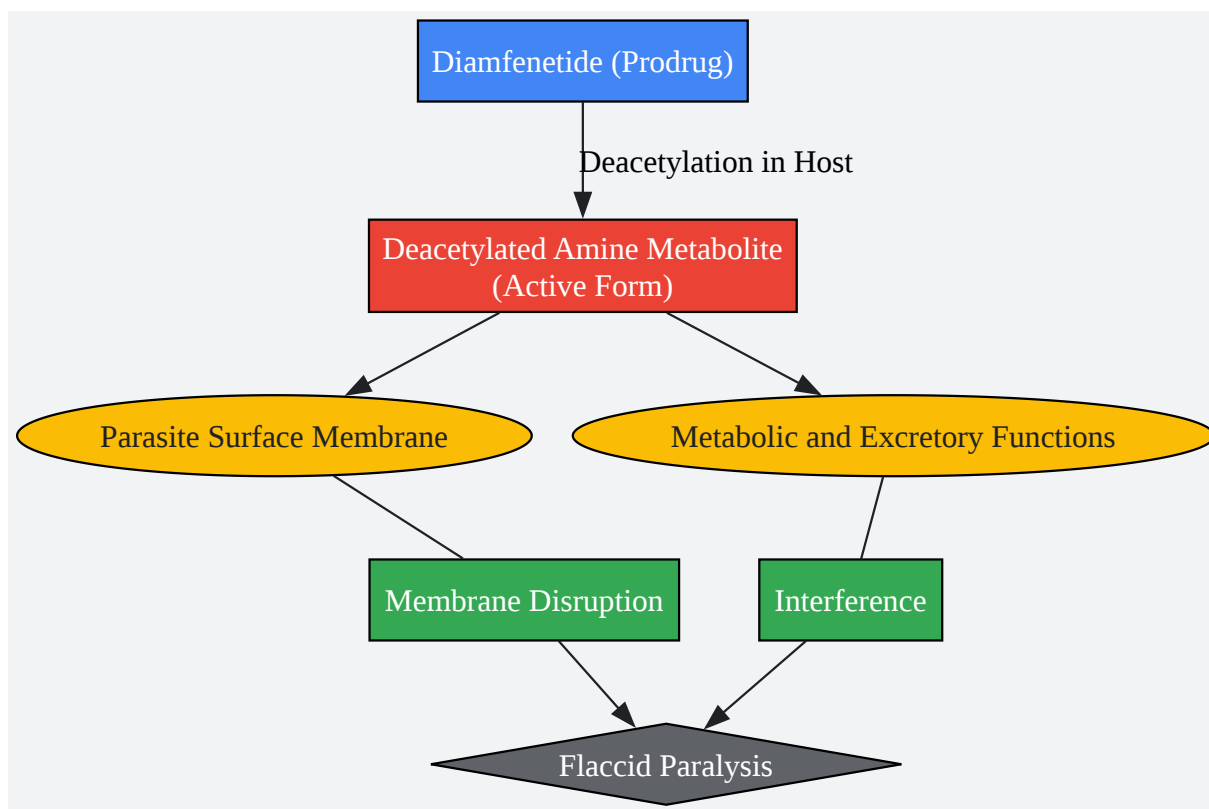 Diamfenetide (Prodrug)
Deacetylation in Host
Deacetylated Amine Metabolite
(Active Form)
Parasite Surface Membrane
Metabolic and Excretory Functions
Membrane Disruption
Interference
Flaccid Paralysis